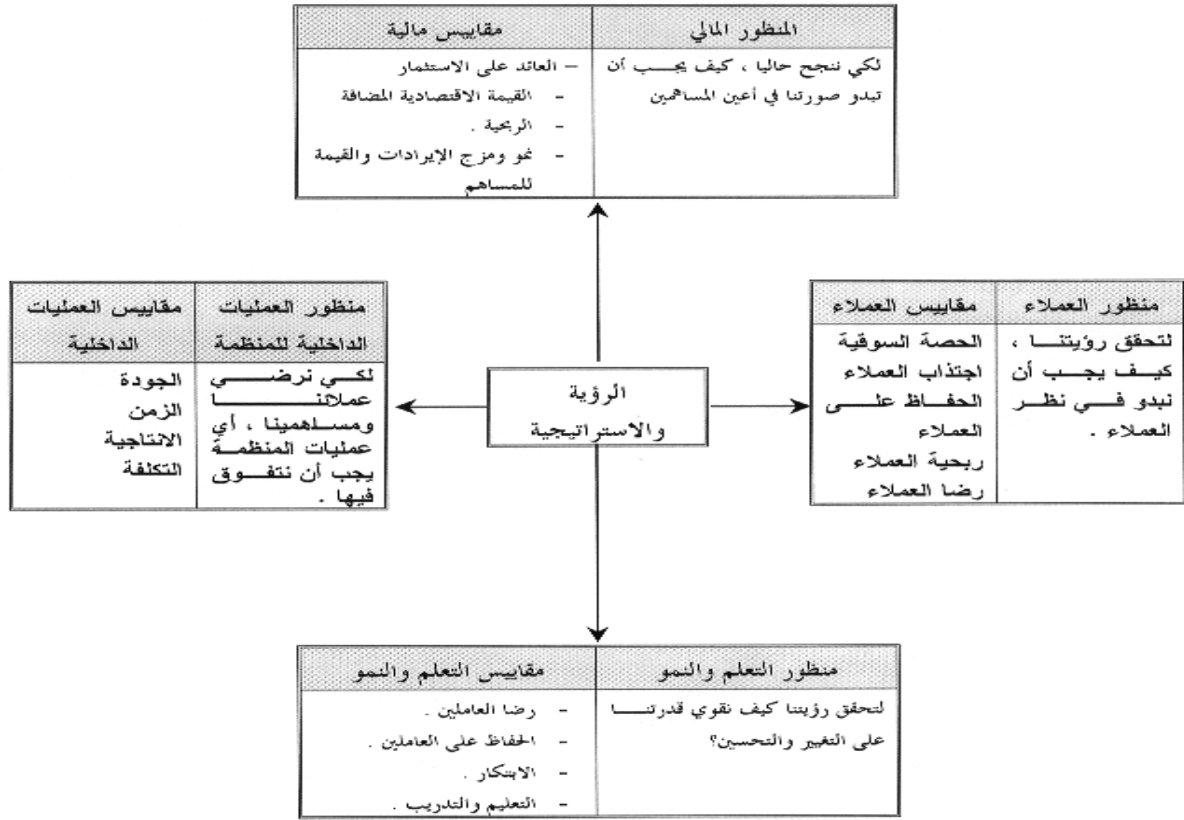 المنظور المالي
مقاييس مالية
لكي ننجح حاليا ، كيف يجب أن
تبدو صورتنا في أعين المساهمين
– العائد على الاستثمار
- القيمة الاقتصادية المضافة
- الربحية .
- نمو ومزج الإيرادات والقيمة
للمساهم
منظور العملاء
مقاييس العملاء
لتحقق رؤيتنا ،
كيف يجب أن
نبدو في نظر
العملاء .
الحصة السوقية
اجتذاب العملاء
الحفاظ على
العملاء
ربحية العملاء
رضا العملاء
الرؤية
والاستراتيجية
منظور العمليات
الداخلية للمنظمة
مقاييس العمليات
الداخلية
لكي نرضي
عملائنا
ومساهمينا ، أي
عمليات المنظمة
يجب أن نتفوق
فيها .
الجودة
الزمن
الانتاجية
التكلفة
منظور التعلم والنمو
مقاييس التعلم والنمو
لتحقق رؤيتنا كيف نقوي قدرتنا
على التغيير والتحسين؟
- رضا العاملين .
- الحفاظ على العاملين .
- الابتكار .
- التعليم والتدريب .